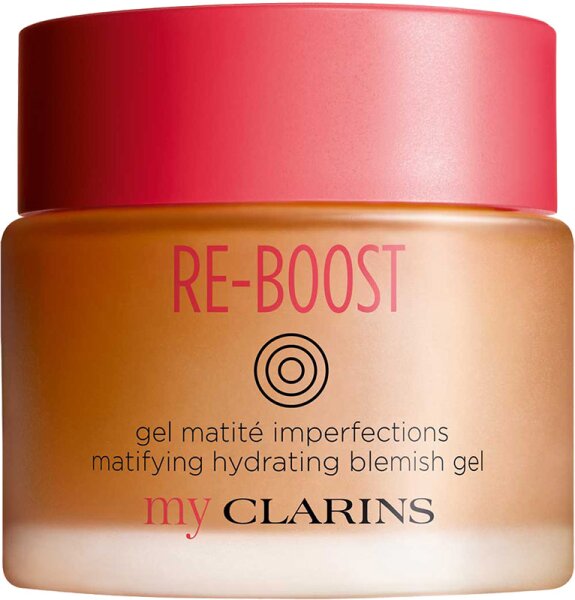 RE-BOOST
gel matité imperfections
matifying hydrating blemish gel
my CLARINS